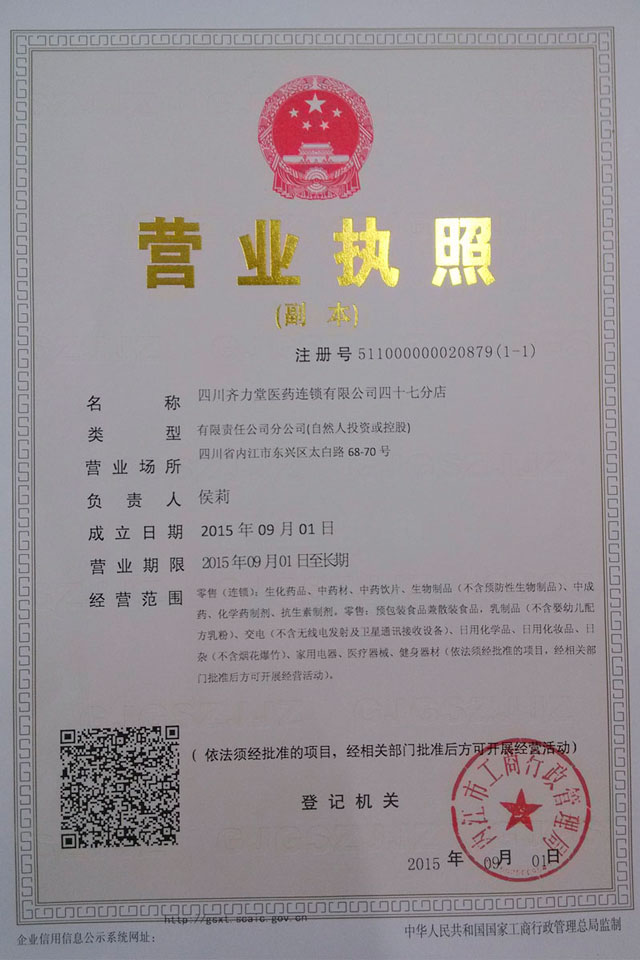 营业执照
(副本)
注册号 511000000020879(1-1)
名称 四川齐力堂医药连锁有限公司四十七分店
类型 有限责任公司分公司(自然人投资或控股)
营业场所 四川省内江市东兴区太白路 68-70 号
负责人 侯莉
成立日期 2015 年 09 月 01 日
营业期限 2015 年 09 月 01 日至长期
经营范围 零售（连锁）：生化药品、中药材、中药饮片、生物制品（不含预防性生物制品）、中成
药、化学药制剂、抗生素制剂。零售：预包装食品兼散装食品，乳制品（不含婴幼儿配
方乳粉）、交电（不含无线电发射及卫星通讯接收设备）、日用化学品、日用化妆品、日
杂（不含烟花爆竹）、家用电器、医疗器械、健身器材（依法须经批准的项目，经相关部
门批准后方可开展经营活动）。
（ 依法须经批准的项目，经相关部门批准后方可开展经营活动）
登记机关
内江市工商行政管理局
2015 年 09月 01日
http://gsxt.scaic.gov.cn
企业信用信息公示系统网址：
中华人民共和国国家工商行政管理总局监制